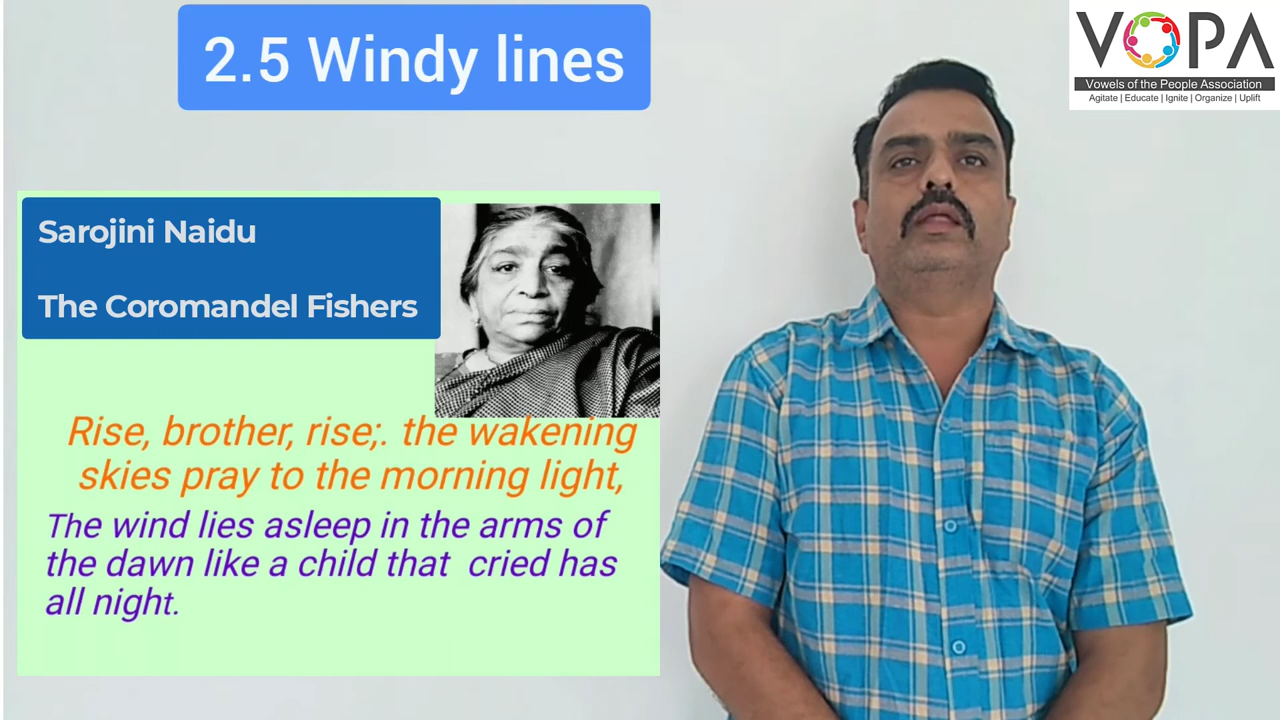 2.5 Windy lines
VOPA
Vowels of the People Association
Agitate | Educate | Ignite | Organize | Uplift
Sarojini Naidu
The Coromandel Fishers
Rise, brother, rise;. the wakening
skies pray to the morning light,
The wind lies asleep in the arms of
the dawn like a child that cried has
all night.